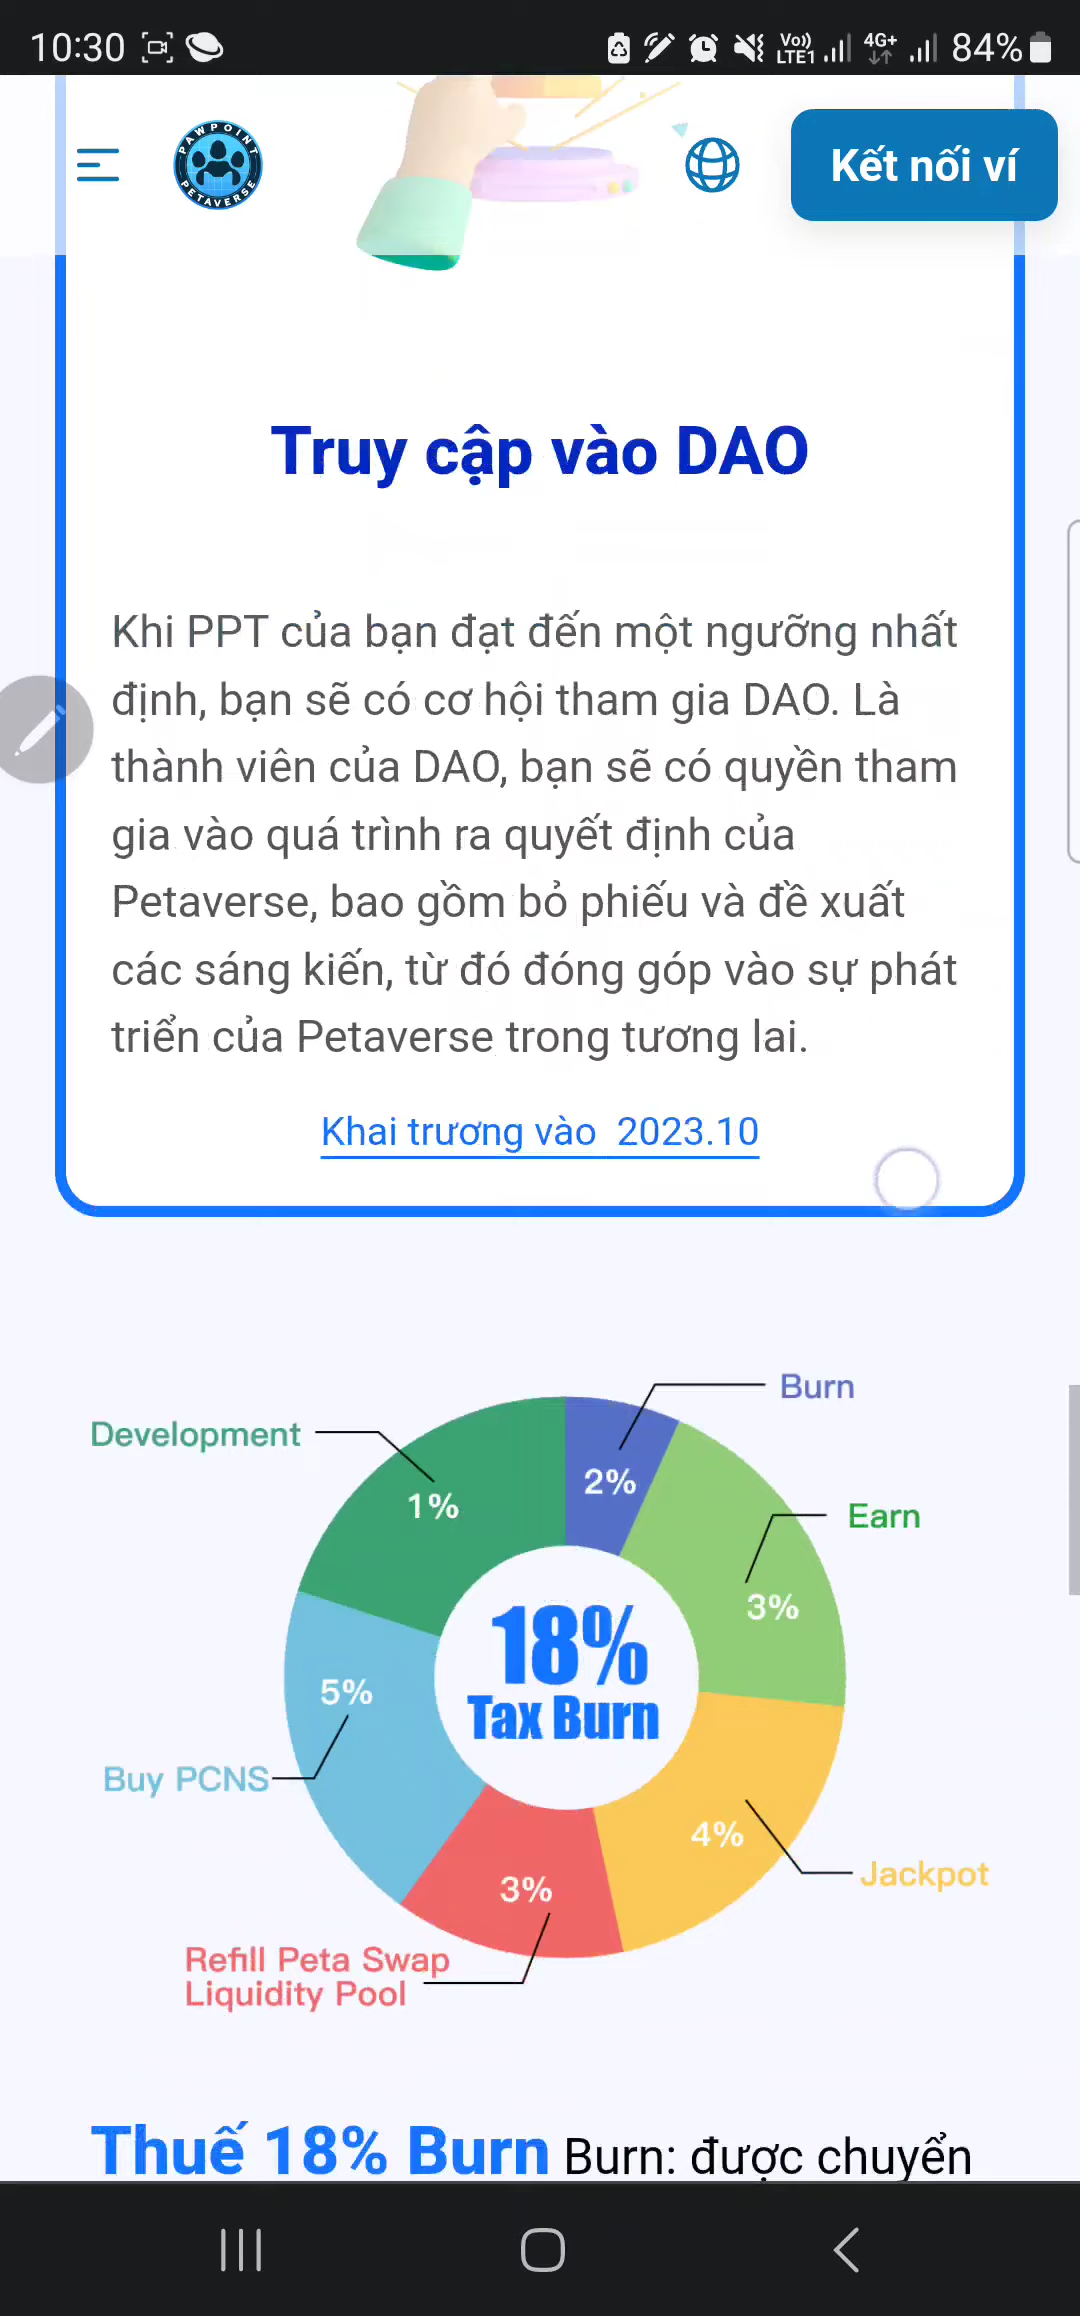 10:30 Vo)) LTE1 4G+ 84%
PAWPOINT PETAVERSE
Kết nối ví
Truy cập vào DAO
Khi PPT của bạn đạt đến một ngưỡng nhất
định, bạn sẽ có cơ hội tham gia DAO. Là
thành viên của DAO, bạn sẽ có quyền tham
gia vào quá trình ra quyết định của
Petaverse, bao gồm bỏ phiếu và đề xuất
các sáng kiến, từ đó đóng góp vào sự phát
triển của Petaverse trong tương lai.
Khai trương vào 2023.10
Burn
Development
2%
1%
Earn
3%
18%
Tax Burn
5%
Buy PCNS
4%
Jackpot
3%
Refill Peta Swap
Liquidity Pool
Thuế 18% Burn Burn: được chuyển